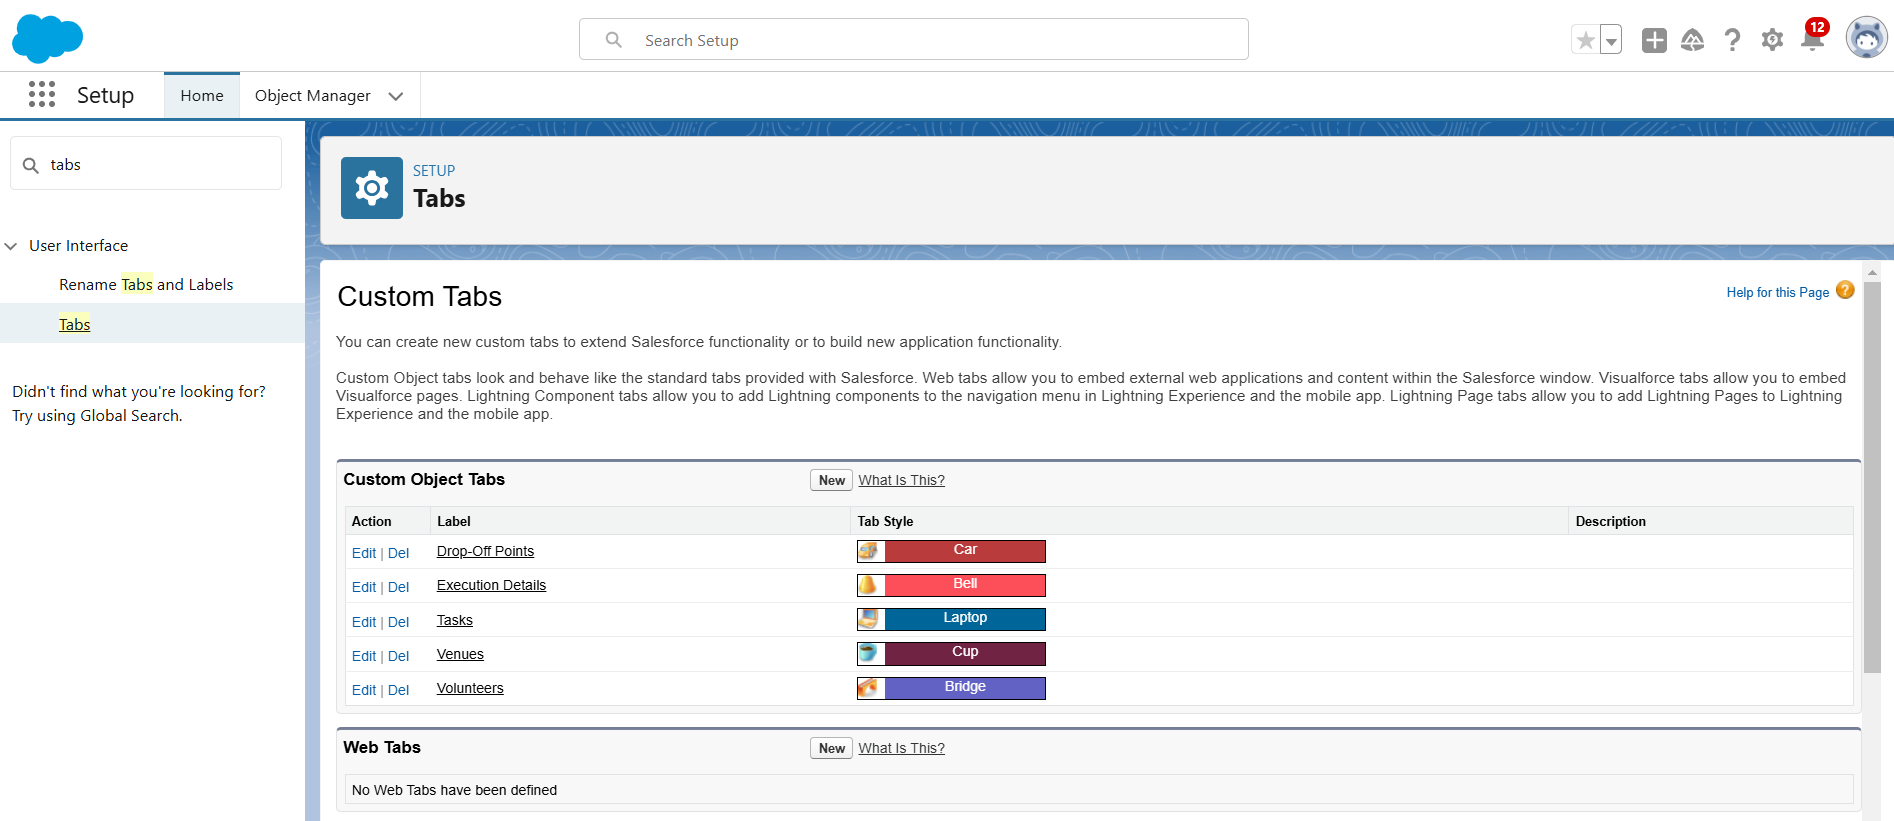 Search Setup
12
Setup
Home
Object Manager
tabs
SETUP
Tabs
User Interface
Rename Tabs and Labels
Tabs
Didn't find what you're looking for?
Try using Global Search.
Custom Tabs
Help for this Page ?
You can create new custom tabs to extend Salesforce functionality or to build new application functionality.
Custom Object tabs look and behave like the standard tabs provided with Salesforce. Web tabs allow you to embed external web applications and content within the Salesforce window. Visualforce tabs allow you to embed
Visualforce pages. Lightning Component tabs allow you to add Lightning components to the navigation menu in Lightning Experience and the mobile app. Lightning Page tabs allow you to add Lightning Pages to Lightning
Experience and the mobile app.
Custom Object Tabs New What Is This?
Action Label Tab Style Description
Edit | Del Drop-Off Points Car
Edit | Del Execution Details Bell
Edit | Del Tasks Laptop
Edit | Del Venues Cup
Edit | Del Volunteers Bridge
Web Tabs New What Is This?
No Web Tabs have been defined